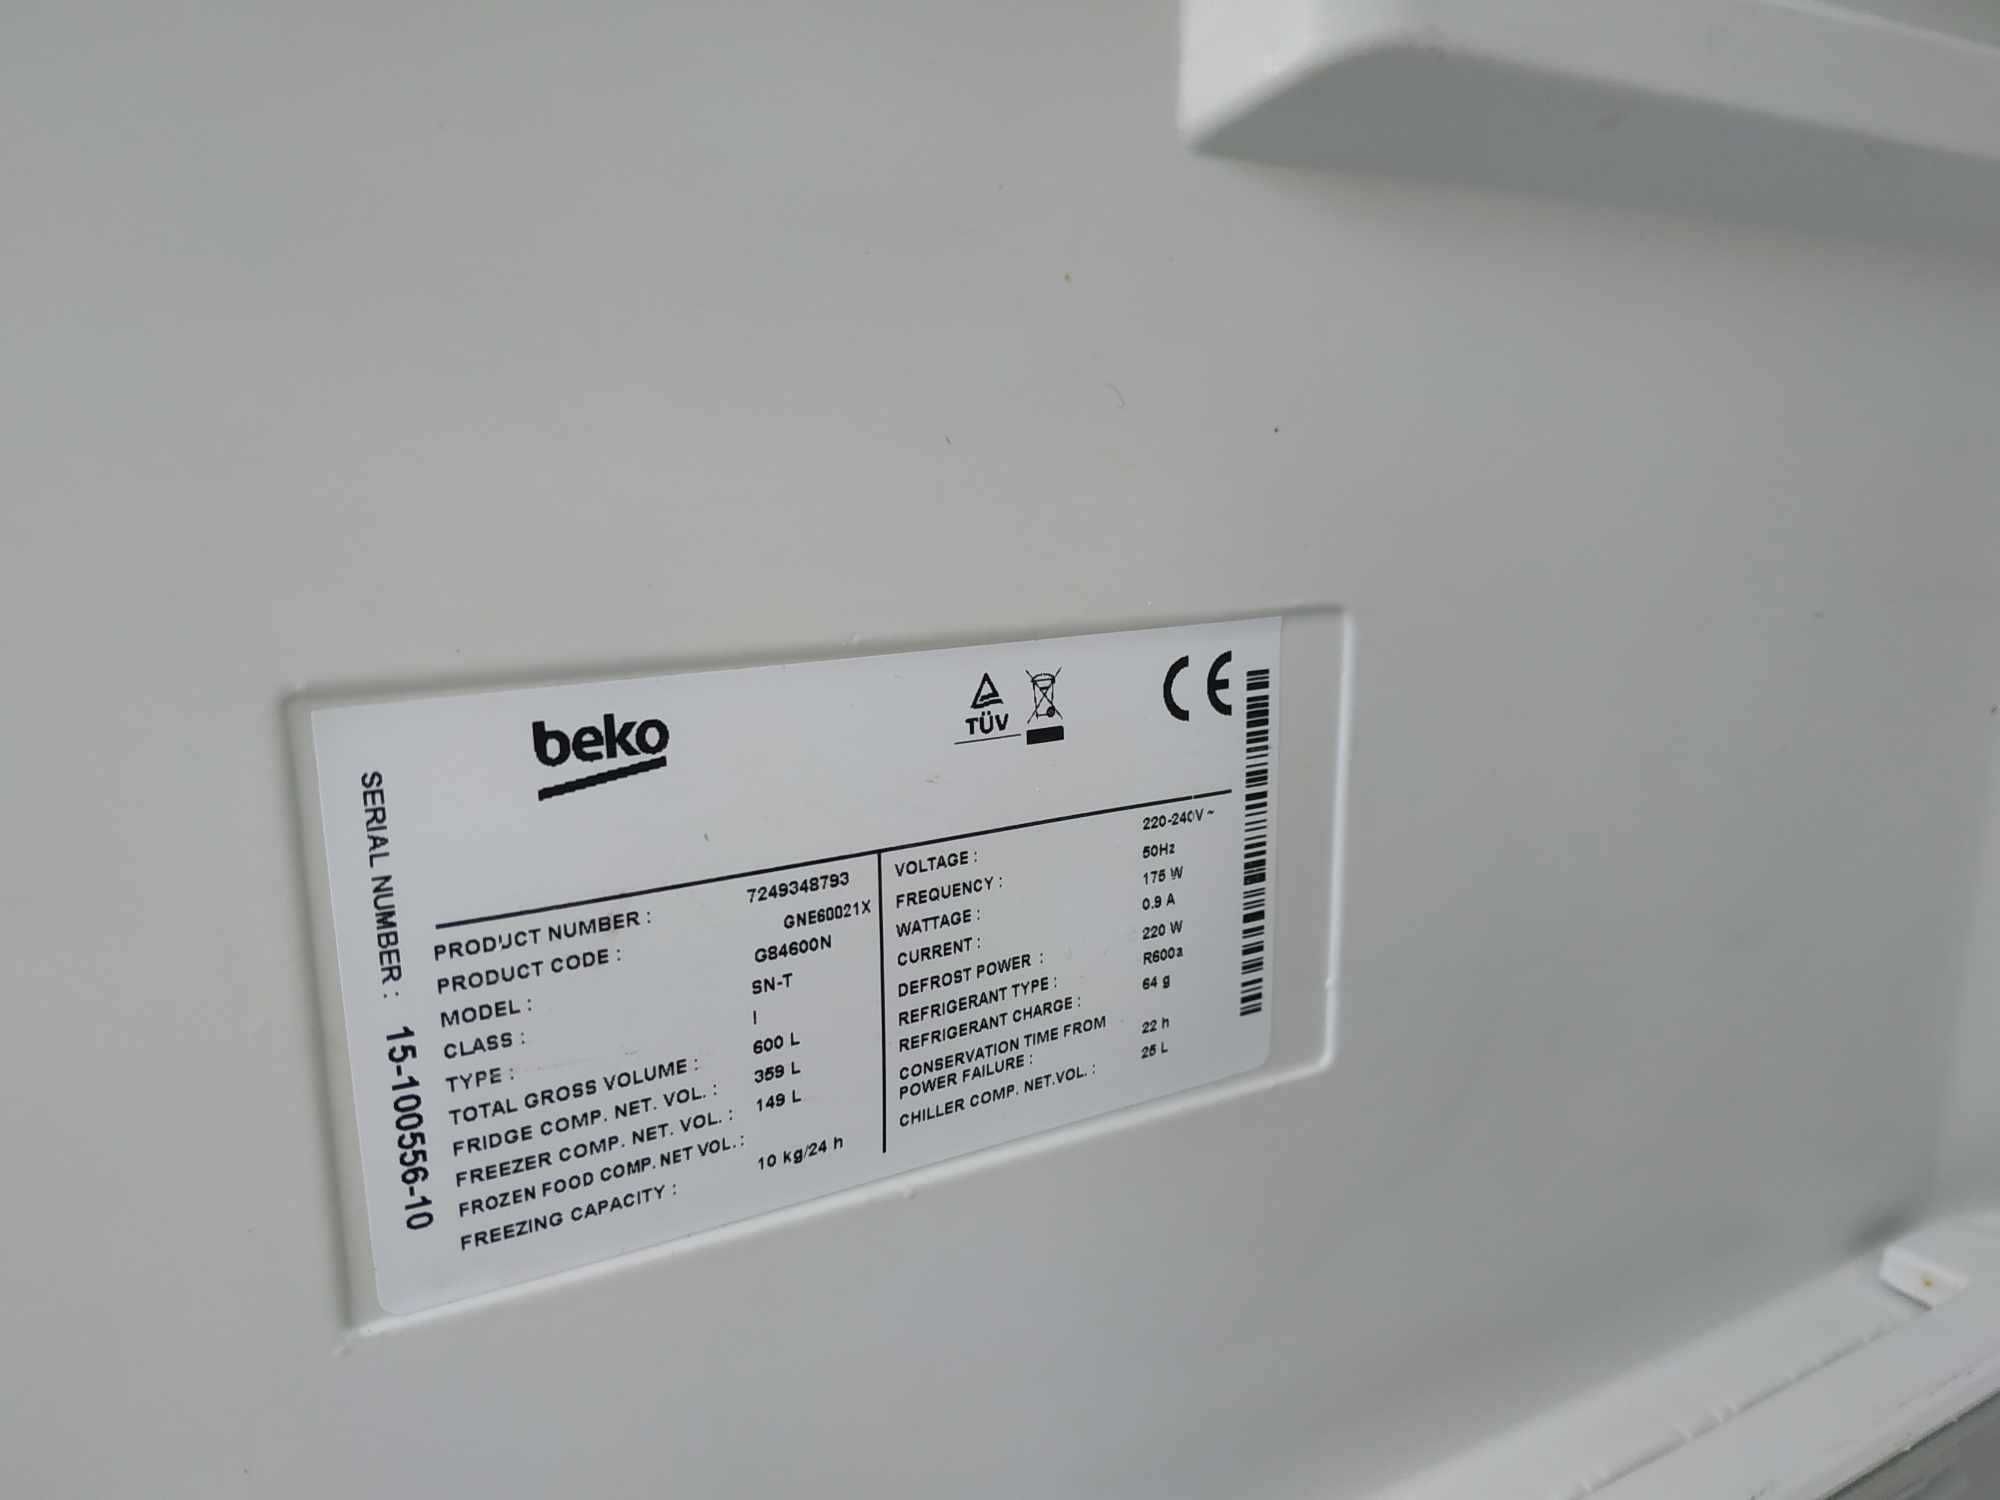 beko
TÜV
CE
SERIAL NUMBER : 15-100556-10
PRODUCT NUMBER : 7249348793
PRODUCT CODE : GNE60021X
MODEL : G84600N
CLASS : SN-T
TYPE : I
TOTAL GROSS VOLUME : 600 L
FRIDGE COMP. NET. VOL. : 359 L
FREEZER COMP. NET. VOL. : 149 L
FROZEN FOOD COMP. NET VOL. :
FREEZING CAPACITY : 10 kg/24 h
VOLTAGE : 220-240V ~
FREQUENCY : 50Hz
WATTAGE : 175 W
CURRENT : 0.9 A
DEFROST POWER : 220 W
REFRIGERANT TYPE : R600a
REFRIGERANT CHARGE : 64 g
CONSERVATION TIME FROM
POWER FAILURE : 22 h
CHILLER COMP. NET.VOL. : 25 L